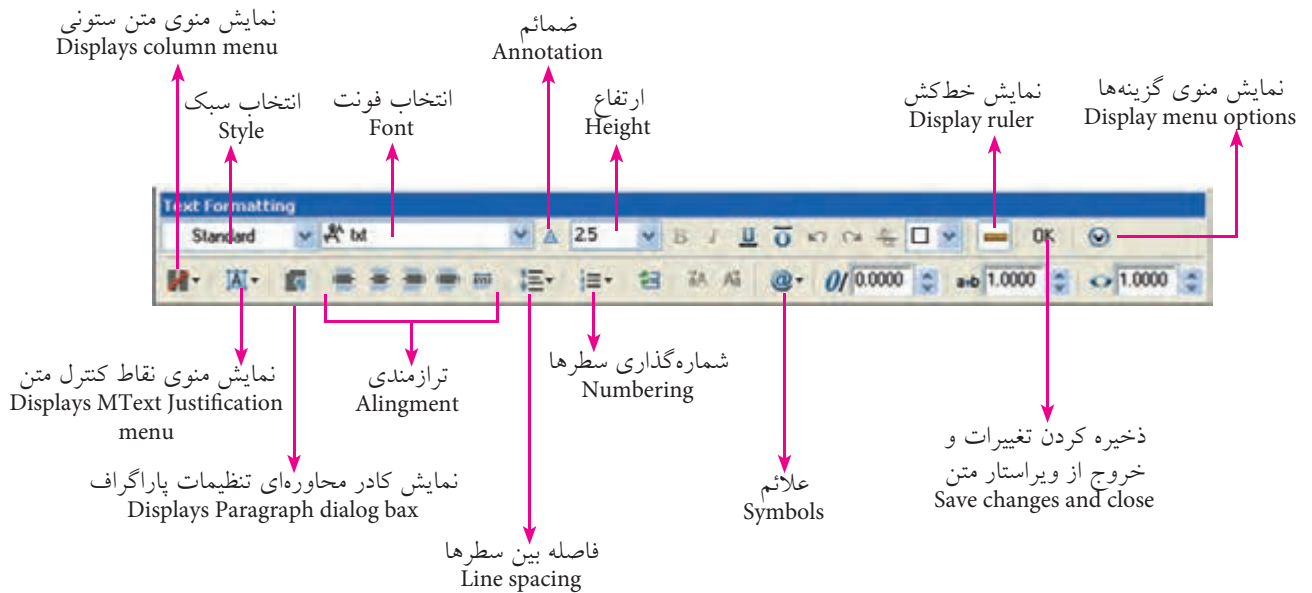 نمایش منوی متن ستونی
Displays column menu
انتخاب سبک
Style
انتخاب فونت
Font
ضمائم
Annotation
ارتفاع
Height
نمایش خط‌کش
Display ruler
نمایش منوی گزینه‌ها
Display menu options
Text Formatting
Standard txt 2.5 B I U O OK
@ 0/ 0.0000 a•b 1.0000 1.0000
نمایش منوی نقاط کنترل متن
Displays MText Justification
menu
ترازمندی
Alingment
شماره‌گذاری سطرها
Numbering
نمایش کادر محاوره‌ای تنظیمات پاراگراف
Displays Paragraph dialog bax
فاصله بین سطرها
Line spacing
علائم
Symbols
ذخیره کردن تغییرات و
خروج از ویراستار متن
Save changes and close